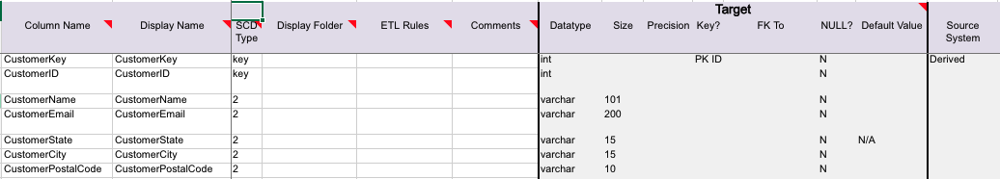 Target
Column Name Display Name SCD Type Display Folder ETL Rules Comments Datatype Size Precision Key? FK To NULL? Default Value Source System
CustomerKey CustomerKey key int PK ID N Derived
CustomerID CustomerID key int N
CustomerName CustomerName 2 varchar 101 N
CustomerEmail CustomerEmail 2 varchar 200 N
CustomerState CustomerState 2 varchar 15 N N/A
CustomerCity CustomerCity 2 varchar 15 N
CustomerPostalCode CustomerPostalCode 2 varchar 10 N